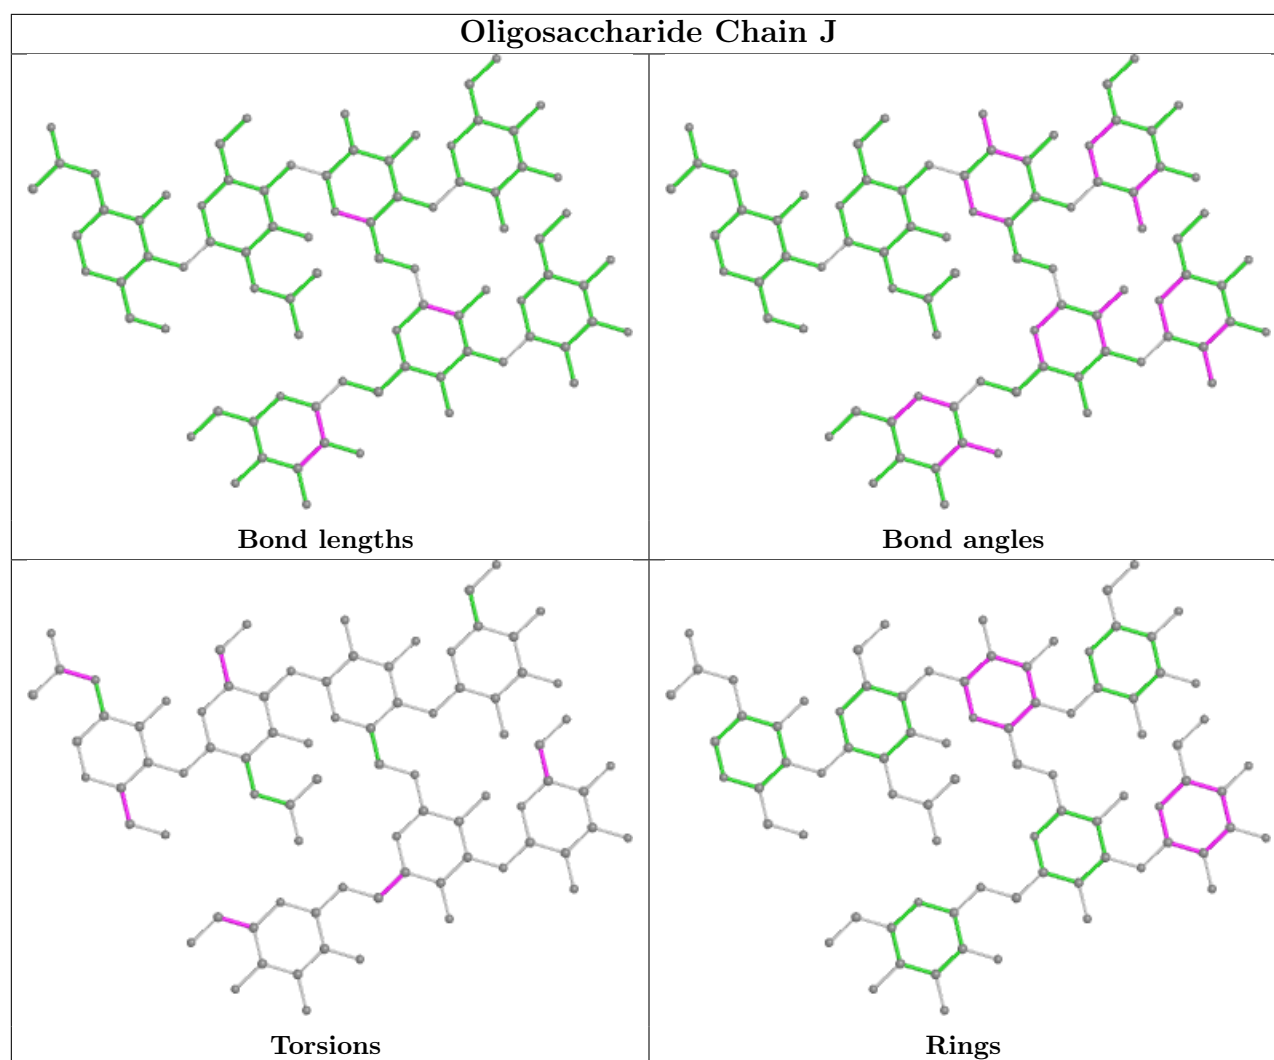 Oligosaccharide Chain J
Bond lengths
Bond angles
Torsions
Rings